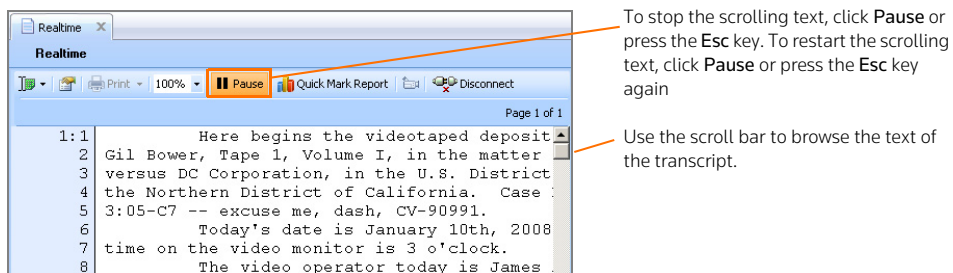 Realtime
Realtime
Print
100%
Pause
Quick Mark Report
Disconnect
Page 1 of 1
1:1 Here begins the videotaped deposit
2 Gil Bower, Tape 1, Volume I, in the matter
3 versus DC Corporation, in the U.S. District
4 the Northern District of California. Case
5 3:05-C7 -- excuse me, dash, CV-90991.
6 Today's date is January 10th, 2008
7 time on the video monitor is 3 o'clock.
8 The video operator today is James
To stop the scrolling text, click Pause or
press the Esc key. To restart the scrolling
text, click Pause or press the Esc key
again
Use the scroll bar to browse the text of
the transcript.